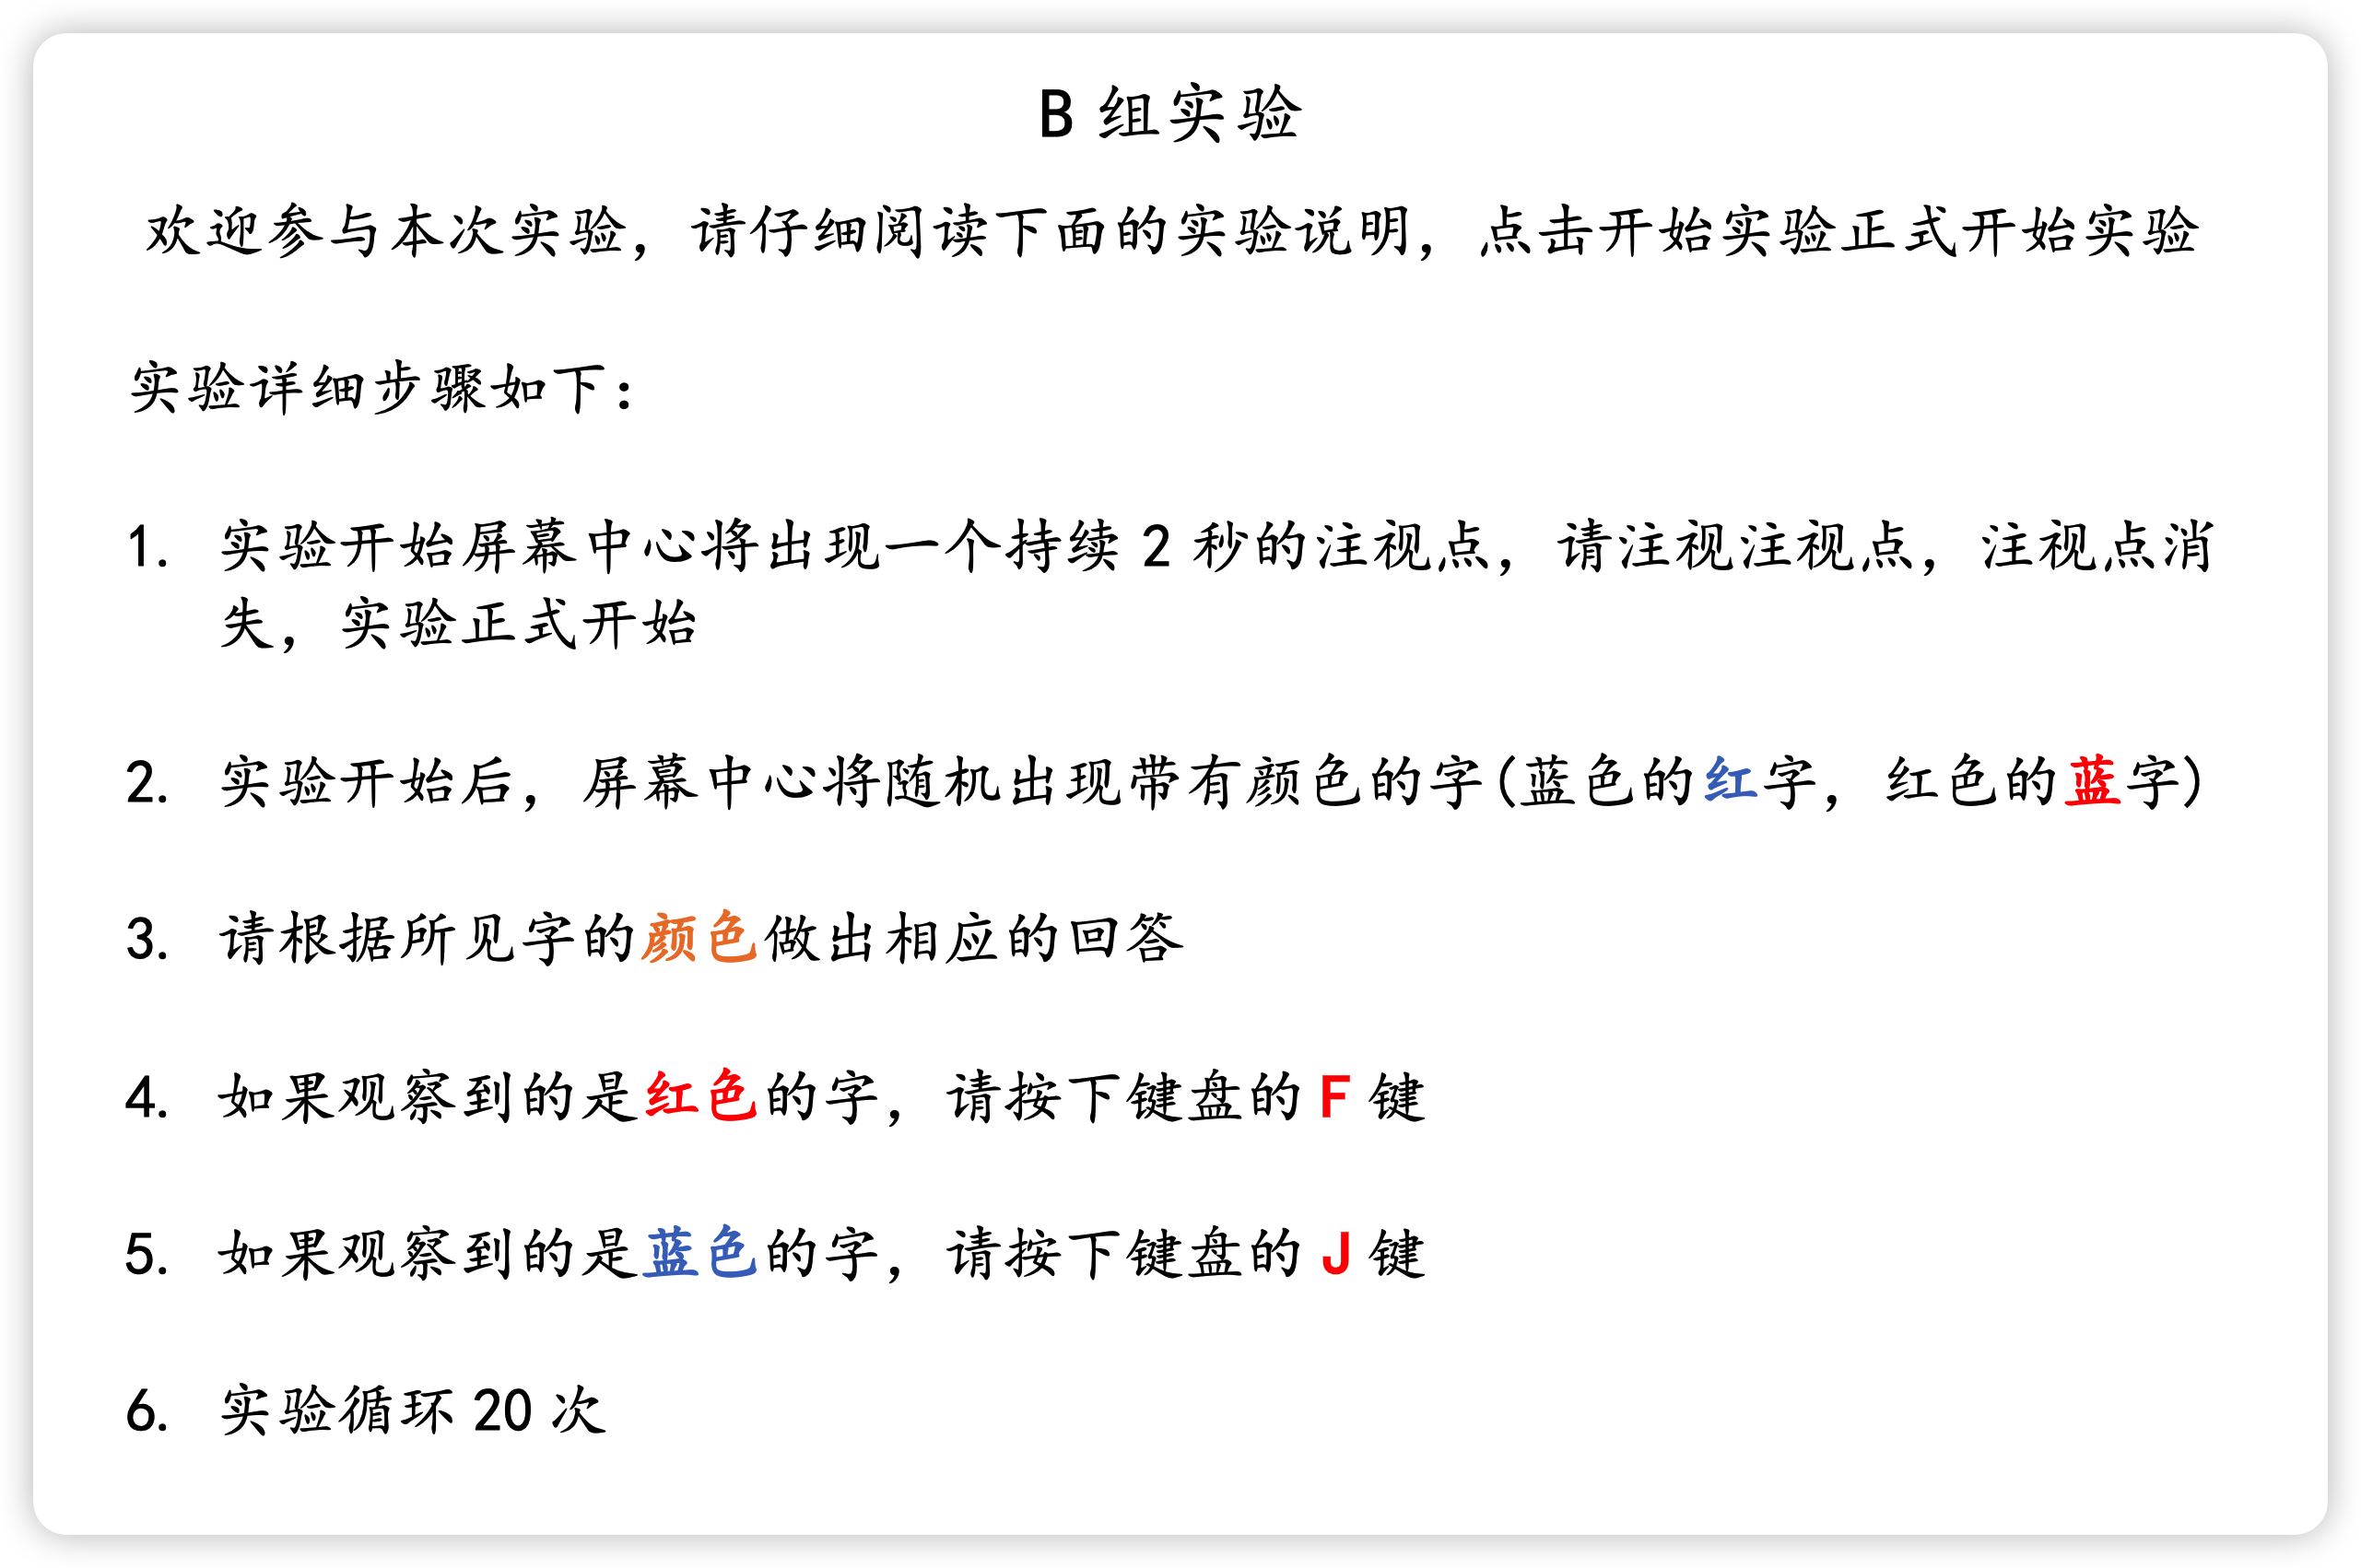 B 组实验
欢迎参与本次实验，请仔细阅读下面的实验说明，点击开始实验正式开始实验
实验详细步骤如下：
1. 实验开始屏幕中心将出现一个持续 2 秒的注视点，请注视注视点，注视点消
失，实验正式开始
2. 实验开始后，屏幕中心将随机出现带有颜色的字(蓝色的红字，红色的蓝字)
3. 请根据所见字的颜色做出相应的回答
4. 如果观察到的是红色的字，请按下键盘的 F 键
5. 如果观察到的是蓝色的字，请按下键盘的 J 键
6. 实验循环 20 次